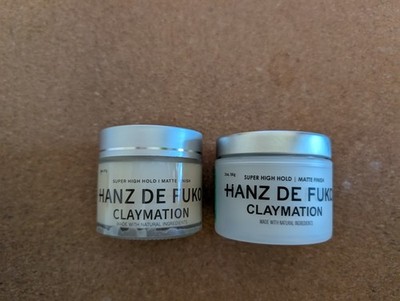 SUPER HIGH HOLD | MATTE FINISH
HANZ DE FUKO
CLAYMATION
MADE WITH NATURAL INGREDIENTS
SUPER HIGH HOLD | MATTE FINISH
HANZ DE FUKO
CLAYMATION
MADE WITH NATURAL INGREDIENTS